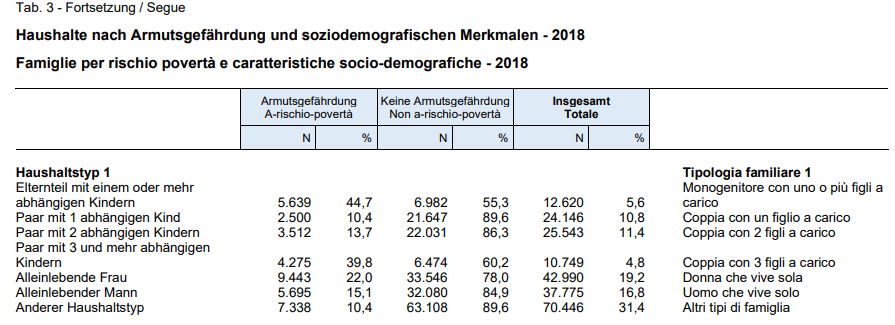 Tab. 3 - Fortsetzung / Segue
Haushalte nach Armutsgefährdung und soziodemografischen Merkmalen - 2018
Famiglie per rischio povertà e caratteristiche socio-demografiche - 2018
Armutsgefährdung Keine Armutsgefährdung Insgesamt
A-rischio-povertà Non a-rischio-povertà Totale
N % N % N %
Haushaltstyp 1 Tipologia familiare 1
Elternteil mit einem oder mehr Monogenitore con uno o più figli a
abhängigen Kindern 5.639 44,7 6.982 55,3 12.620 5,6 carico
Paar mit 1 abhängigen Kind 2.500 10,4 21.647 89,6 24.146 10,8 Coppia con un figlio a carico
Paar mit 2 abhängigen Kindern 3.512 13,7 22.031 86,3 25.543 11,4 Coppia con 2 figli a carico
Paar mit 3 und mehr abhängigen
Kindern 4.275 39,8 6.474 60,2 10.749 4,8 Coppia con 3 figli a carico
Alleinlebende Frau 9.443 22,0 33.546 78,0 42.990 19,2 Donna che vive sola
Alleinlebender Mann 5.695 15,1 32.080 84,9 37.775 16,8 Uomo che vive solo
Anderer Haushaltstyp 7.338 10,4 63.108 89,6 70.446 31,4 Altri tipi di famiglia